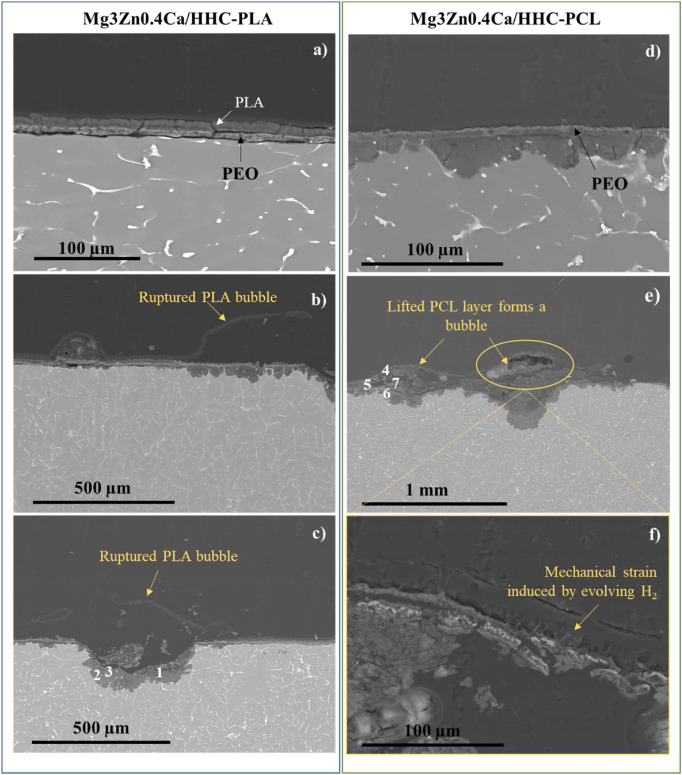 Mg3Zn0.4Ca/HHC-PLA
a)
PLA
PEO
100 µm
b)
Ruptured PLA bubble
500 µm
c)
Ruptured PLA bubble
2 3 1
500 µm
Mg3Zn0.4Ca/HHC-PCL
d)
PEO
100 µm
e)
Lifted PCL layer forms a
bubble
4
5 7
6
1 mm
f)
Mechanical strain
induced by evolving H₂
100 µm